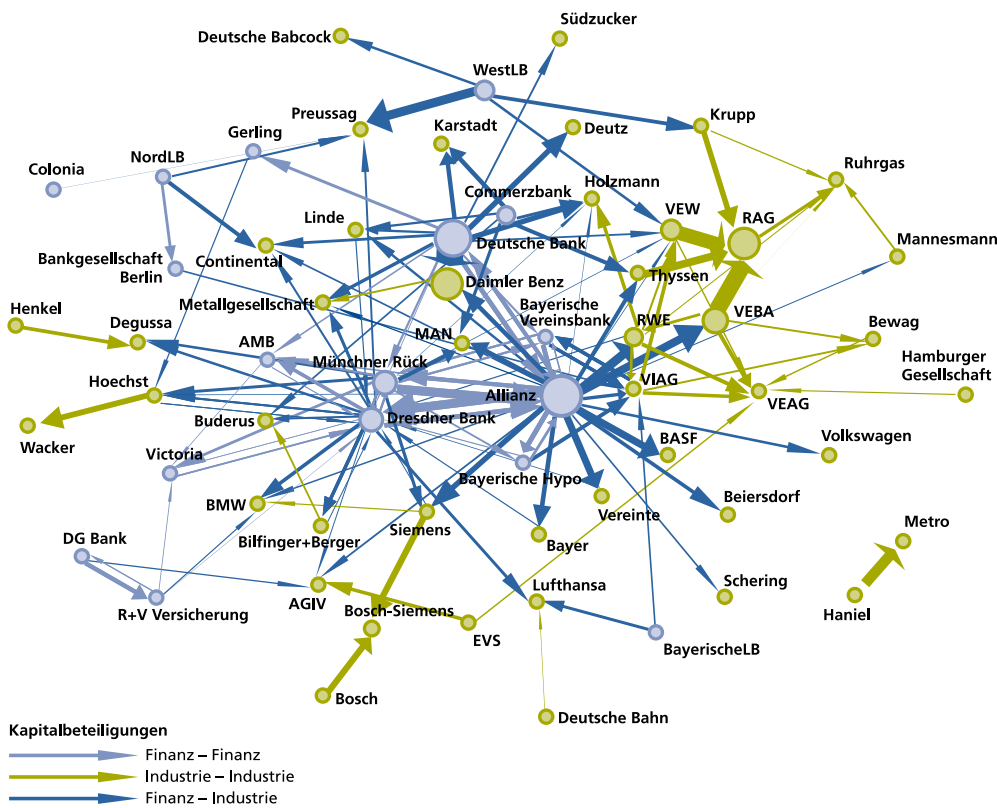 Südzucker
Deutsche Babcock
WestLB
Preussag
Karstadt
Deutz
Krupp
Gerling
NordLB
Colonia
Ruhrgas
Commerzbank
Holzmann
Linde
VEW
RAG
Deutsche Bank
Bankgesellschaft
Berlin
Continental
Thyssen
Mannesmann
Daimler Benz
Metallgesellschaft
Bayerische
Vereinsbank
Henkel
Degussa
AMB
MAN
RWE
VEBA
Bewag
Münchner Rück
Hamburger
Gesellschaft
Hoechst
Allianz
VIAG
VEAG
Buderus
Dresdner Bank
Wacker
Victoria
Bayerische Hypo
BASF
Volkswagen
BMW
Siemens
Vereinte
Beiersdorf
Bilfinger+Berger
Bayer
Metro
DG Bank
Lufthansa
Schering
R+V Versicherung
AGIV
Bosch-Siemens
EVS
Haniel
BayerischeLB
Bosch
Deutsche Bahn
Kapitalbeteiligungen
Finanz – Finanz
Industrie – Industrie
Finanz – Industrie